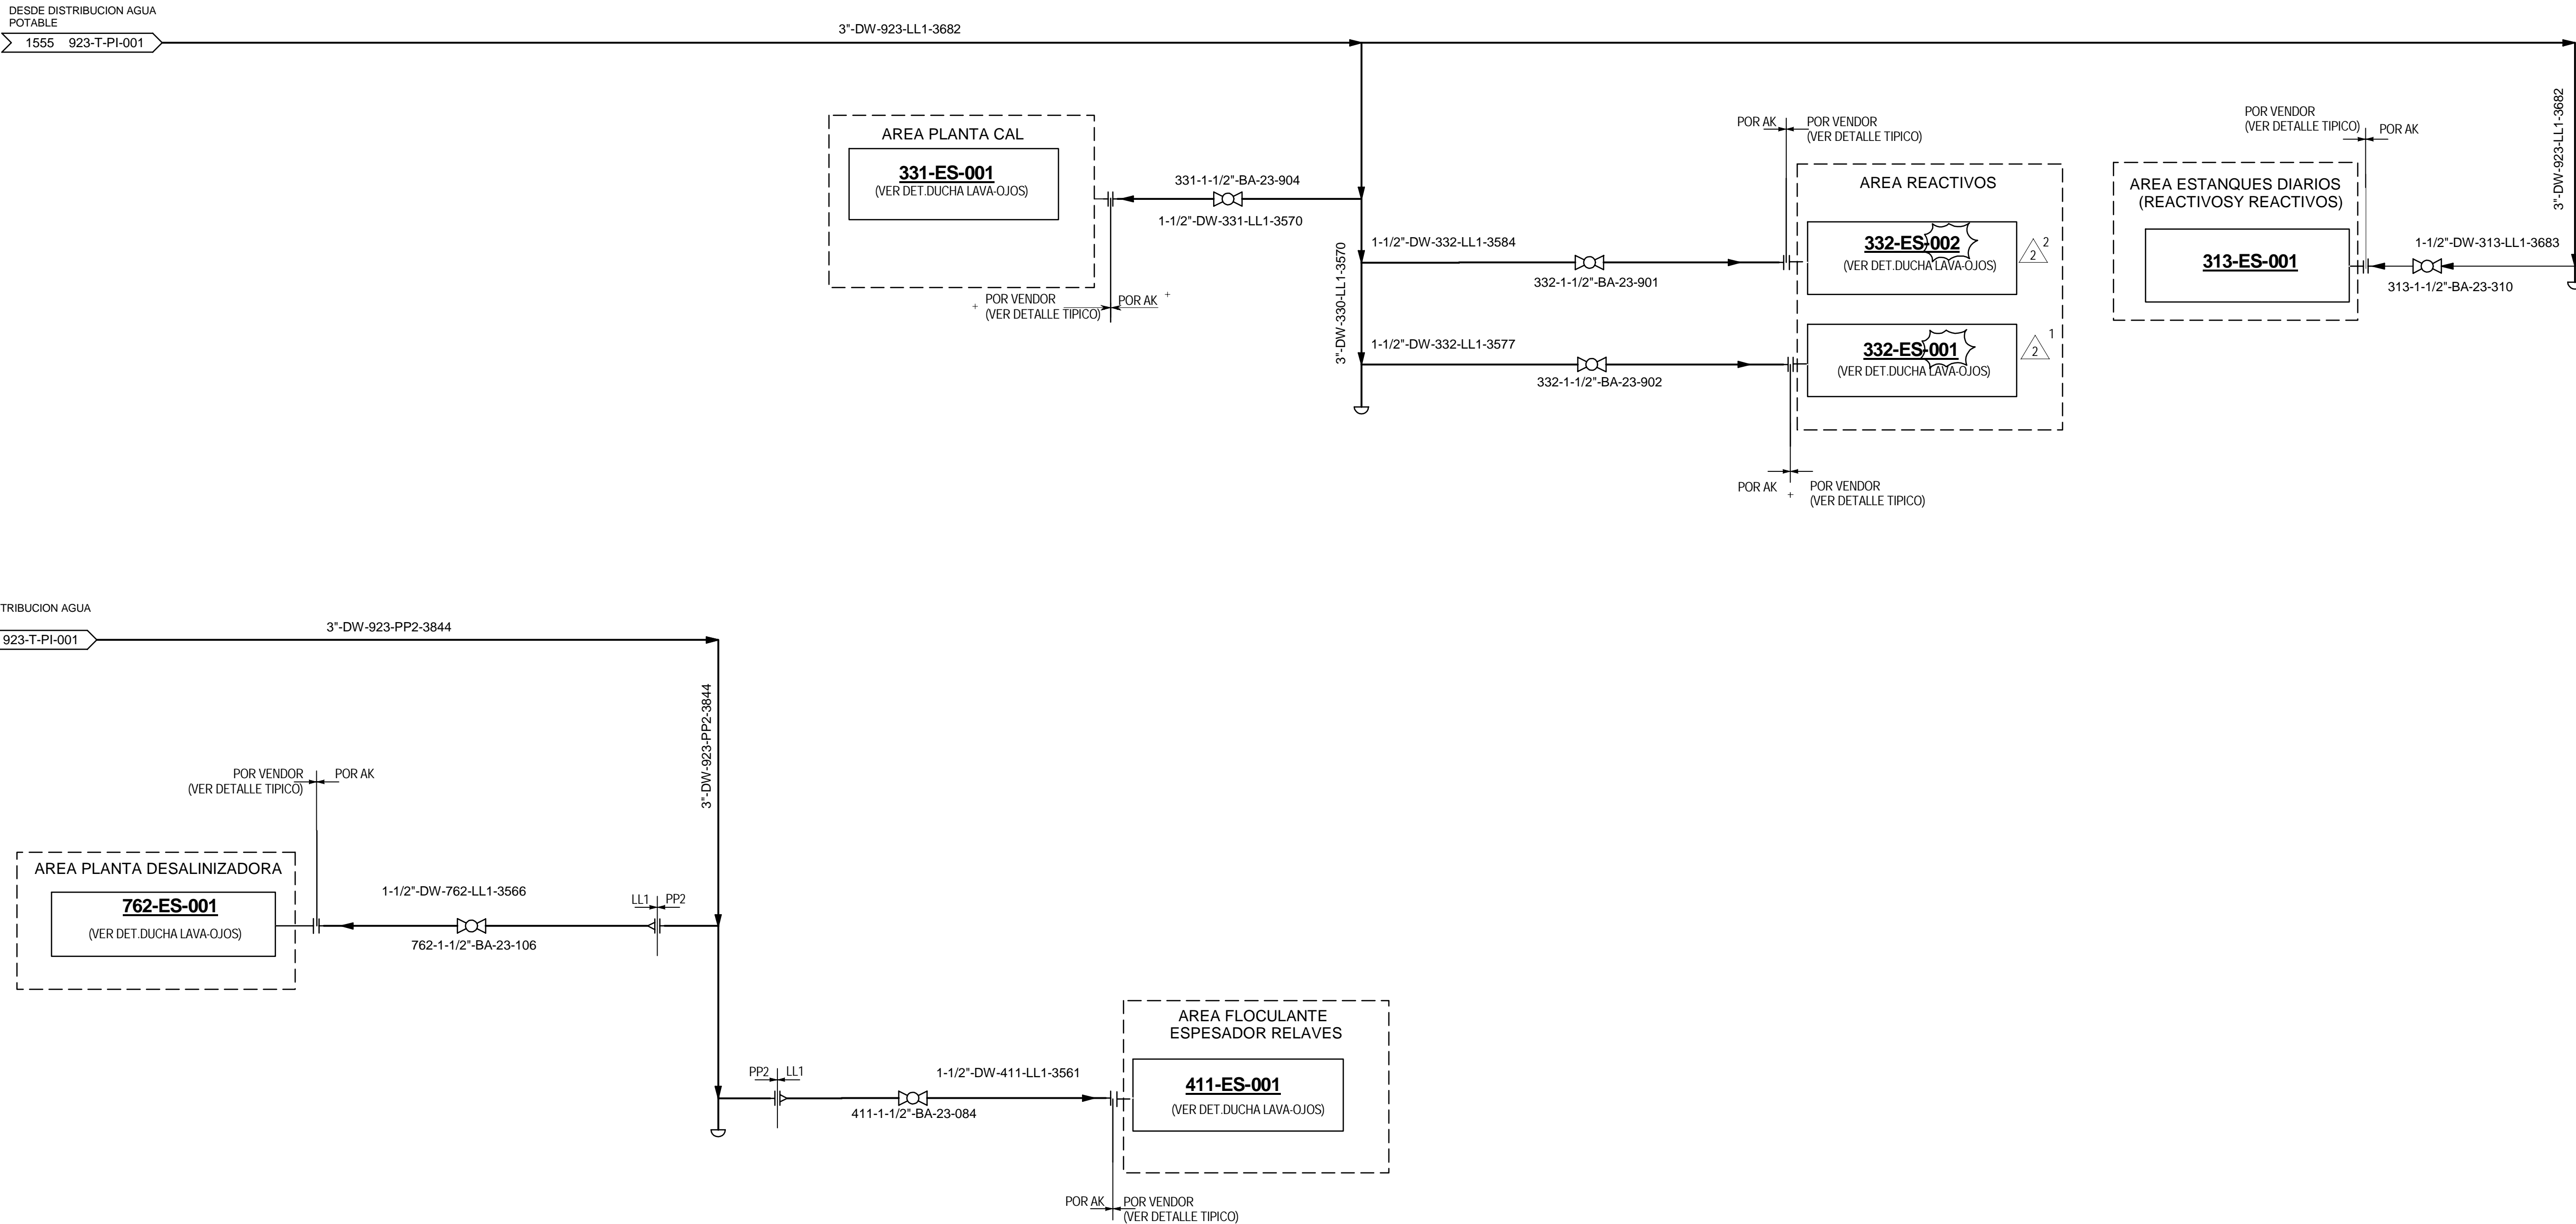 DESDE DISTRIBUCION AGUA
POTABLE
1555 923-T-PI-001
3"-DW-923-LL1-3682
3"-DW-923-LL1-3682
AREA PLANTA CAL
331-ES-001
(VER DET.DUCHA LAVA-OJOS)
331-1-1/2"-BA-23-904
1-1/2"-DW-331-LL1-3570
POR VENDOR
(VER DETALLE TIPICO)
POR AK
3"-DW-330-LL1-3570
POR AK
POR VENDOR
(VER DETALLE TIPICO)
AREA REACTIVOS
1-1/2"-DW-332-LL1-3584
332-1-1/2"-BA-23-901
332-ES-002
(VER DET.DUCHA LAVA-OJOS)
2
2
1-1/2"-DW-332-LL1-3577
332-1-1/2"-BA-23-902
332-ES-001
(VER DET.DUCHA LAVA-OJOS)
2
1
POR AK
POR VENDOR
(VER DETALLE TIPICO)
POR VENDOR
(VER DETALLE TIPICO)
POR AK
AREA ESTANQUES DIARIOS
(REACTIVOSY REACTIVOS)
313-ES-001
1-1/2"-DW-313-LL1-3683
313-1-1/2"-BA-23-310
TRIBUCION AGUA
923-T-PI-001
3"-DW-923-PP2-3844
3"-DW-923-PP2-3844
POR VENDOR
(VER DETALLE TIPICO)
POR AK
AREA PLANTA DESALINIZADORA
762-ES-001
(VER DET.DUCHA LAVA-OJOS)
1-1/2"-DW-762-LL1-3566
762-1-1/2"-BA-23-106
LL1 PP2
PP2 LL1
1-1/2"-DW-411-LL1-3561
411-1-1/2"-BA-23-084
AREA FLOCULANTE
ESPESADOR RELAVES
411-ES-001
(VER DET.DUCHA LAVA-OJOS)
POR AK
POR VENDOR
(VER DETALLE TIPICO)